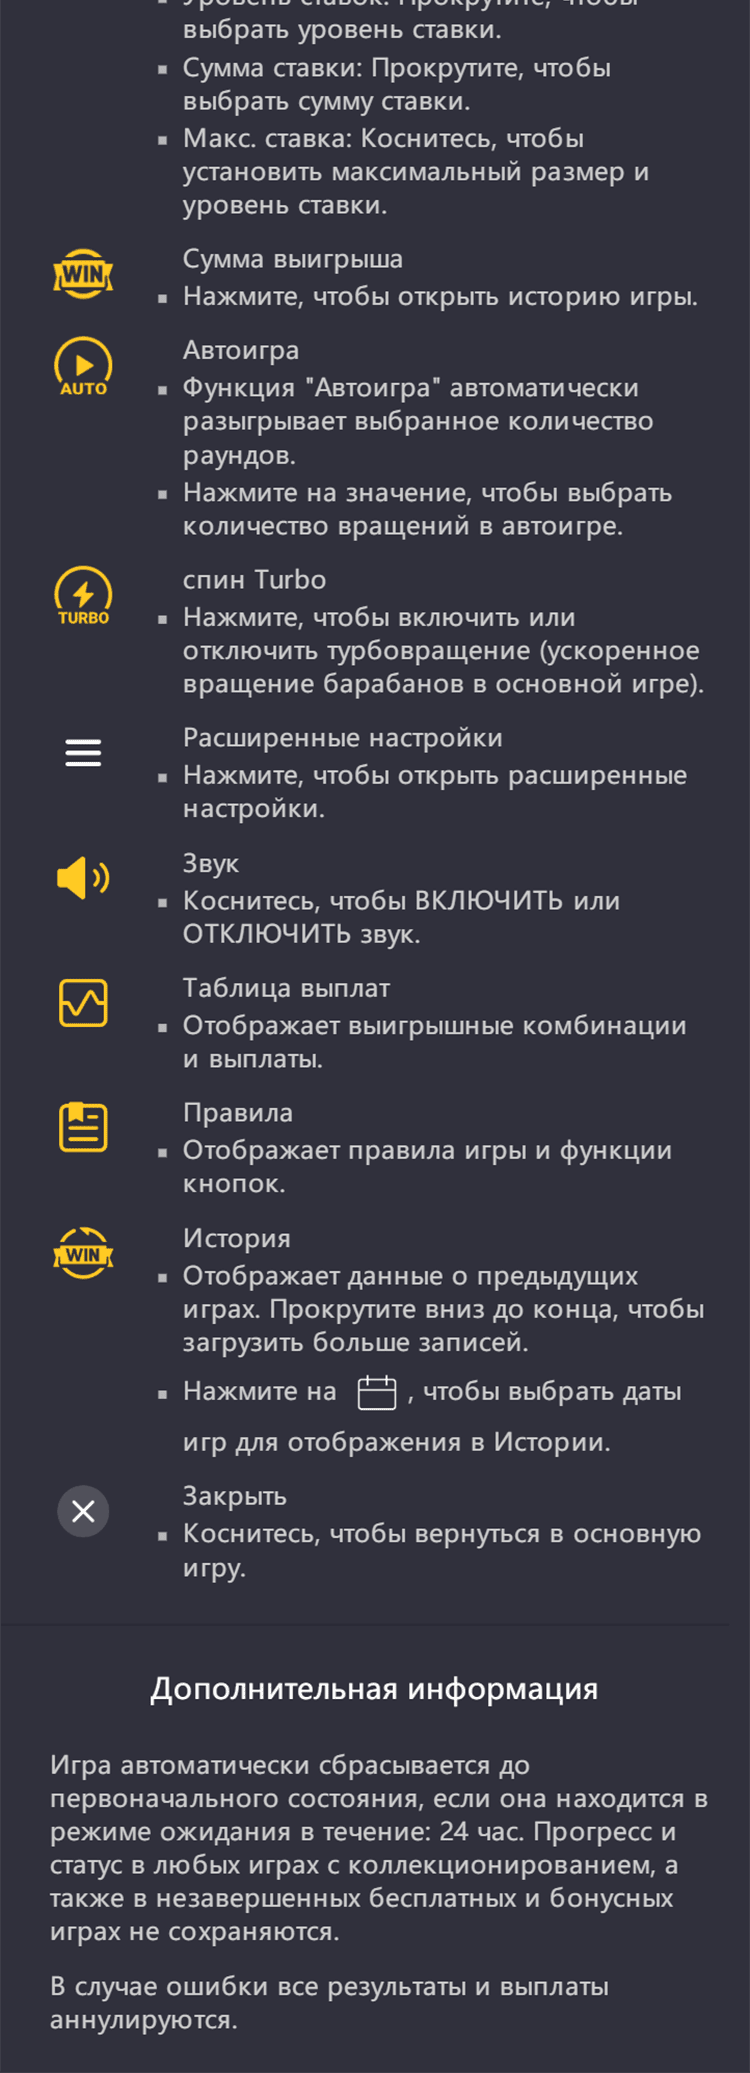 Уровень ставок: Прокрутите, чтобы
выбрать уровень ставки.
▪ Сумма ставки: Прокрутите, чтобы
выбрать сумму ставки.
▪ Макс. ставка: Коснитесь, чтобы
установить максимальный размер и
уровень ставки.
WIN
Сумма выигрыша
▪ Нажмите, чтобы открыть историю игры.
AUTO
Автоигра
▪ Функция "Автоигра" автоматически
разыгрывает выбранное количество
раундов.
▪ Нажмите на значение, чтобы выбрать
количество вращений в автоигре.
TURBO
спин Turbo
▪ Нажмите, чтобы включить или
отключить турбовращение (ускоренное
вращение барабанов в основной игре).
Расширенные настройки
▪ Нажмите, чтобы открыть расширенные
настройки.
Звук
▪ Коснитесь, чтобы ВКЛЮЧИТЬ или
ОТКЛЮЧИТЬ звук.
Таблица выплат
▪ Отображает выигрышные комбинации
и выплаты.
Правила
▪ Отображает правила игры и функции
кнопок.
WIN
История
▪ Отображает данные о предыдущих
играх. Прокрутите вниз до конца, чтобы
загрузить больше записей.
▪ Нажмите на , чтобы выбрать даты
игр для отображения в Истории.
Закрыть
▪ Коснитесь, чтобы вернуться в основную
игру.
Дополнительная информация
Игра автоматически сбрасывается до
первоначального состояния, если она находится в
режиме ожидания в течение: 24 час. Прогресс и
статус в любых играх с коллекционированием, а
также в незавершенных бесплатных и бонусных
играх не сохраняются.
В случае ошибки все результаты и выплаты
аннулируются.